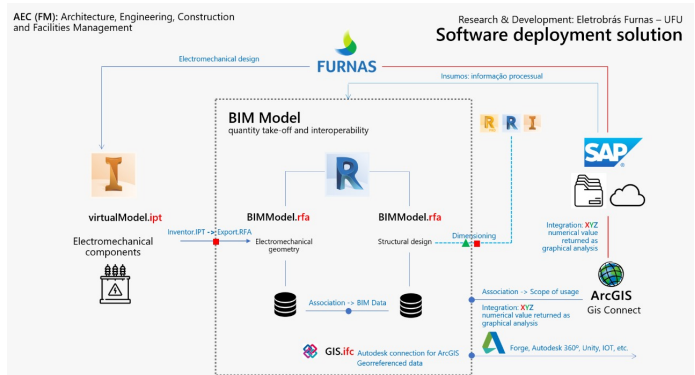 AEC (FM): Architecture, Engineering, Construction
and Facilities Management
Research & Development: Eletrobrás Furnas – UFU
Software deployment solution
FURNAS
Electromechanical design
Insumos: informação processual
BIM Model
quantity take-off and interoperability
R
R
I
SAP
I
R
virtualModel.ipt
BIMModel.rfa
BIMModel.rfa
Inventor.IPT -> Export.RFA
Electromechanical
components
Electromechanical
geometry
Structural design
Dimensioning
Integration: XYZ
numerical value
returned as
graphical analysis
Association -> BIM Data
Association -> Scope of usage
ArcGIS
Gis Connect
Integration: XYZ
numerical value returned as
graphical analysis
GIS.ifc
Autodesk connection for ArcGIS
Georreferenced data
Forge, Autodesk 360º, Unity, IOT, etc.